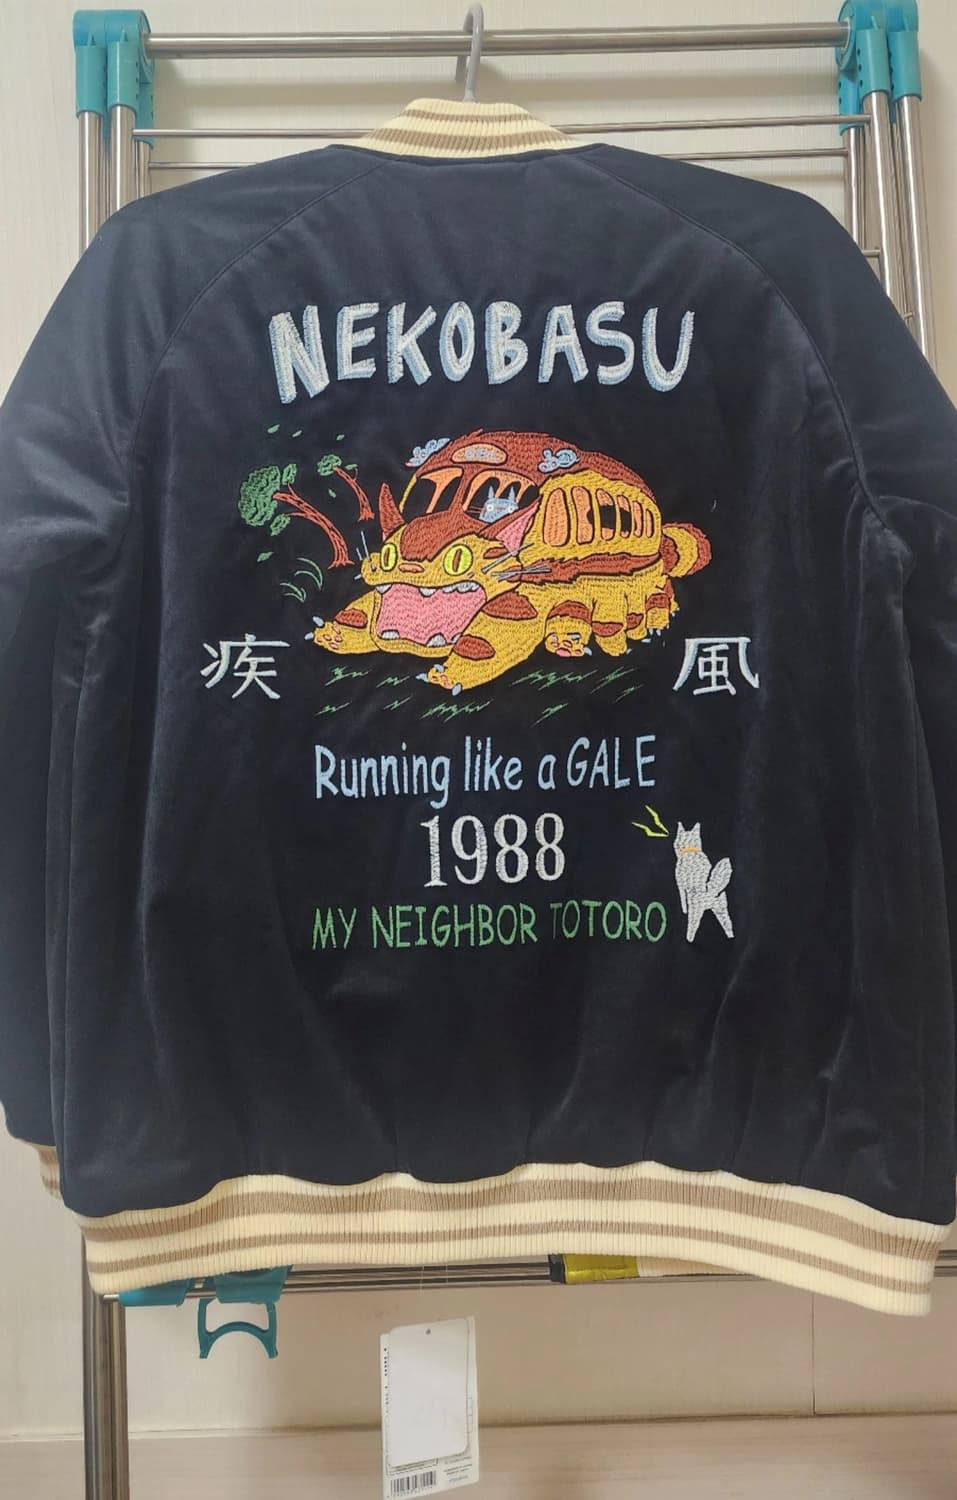 NEKOBASU
疾 風
Running like a GALE
1988
MY NEIGHBOR TOTORO